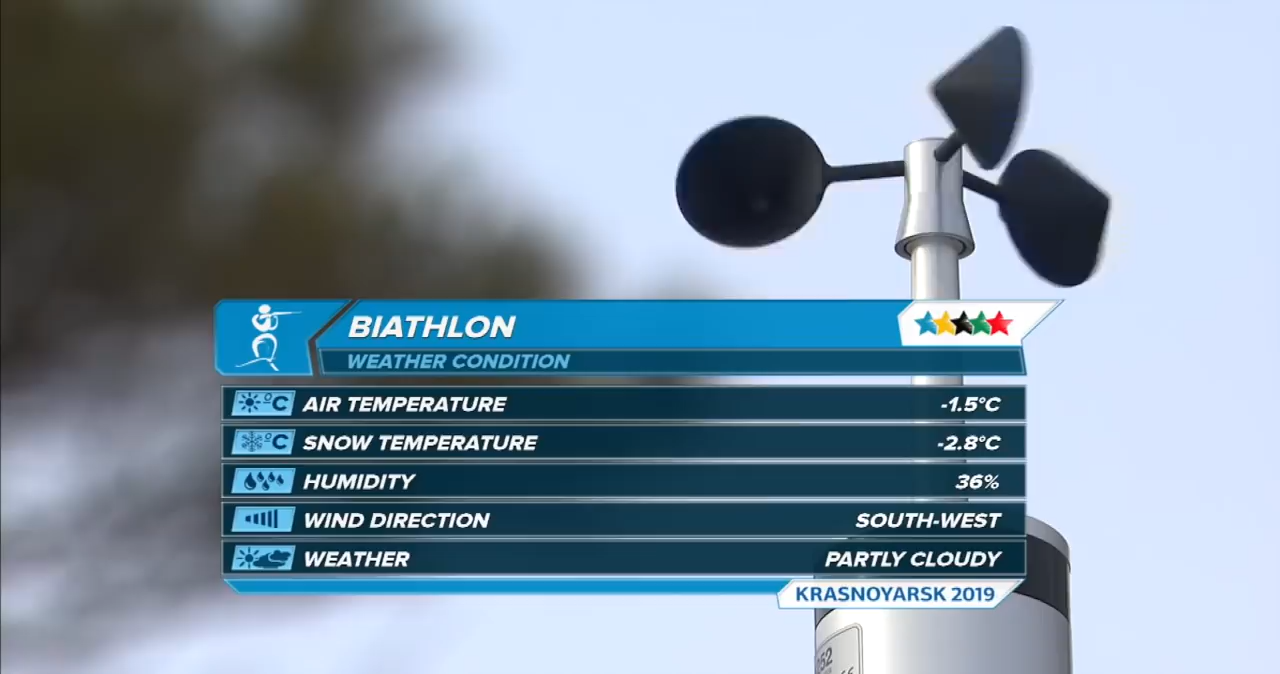 BIATHLON
WEATHER CONDITION
°C AIR TEMPERATURE -1.5°C
°C SNOW TEMPERATURE -2.8°C
HUMIDITY 36%
WIND DIRECTION SOUTH-WEST
WEATHER PARTLY CLOUDY
KRASNOYARSK 2019